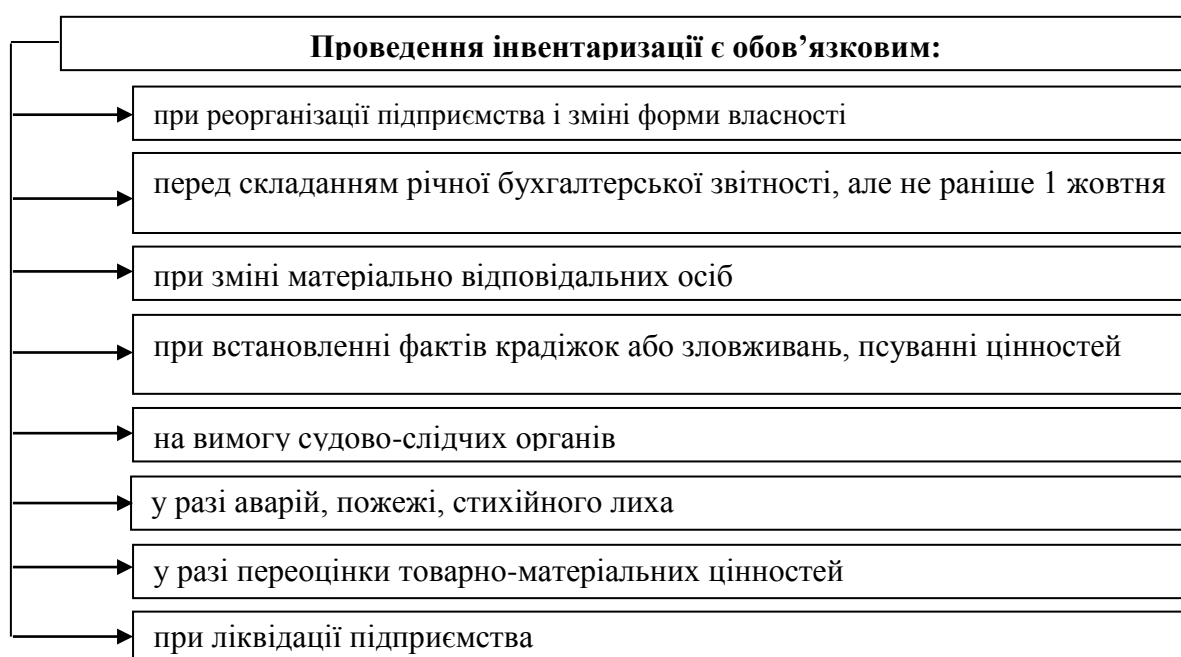 Проведення інвентаризації є обов’язковим:
при реорганізації підприємства і зміні форми власності
перед складанням річної бухгалтерської звітності, але не раніше 1 жовтня
при зміні матеріально відповідальних осіб
при встановленні фактів крадіжок або зловживань, псуванні цінностей
на вимогу судово-слідчих органів
у разі аварій, пожежі, стихійного лиха
у разі переоцінки товарно-матеріальних цінностей
при ліквідації підприємства